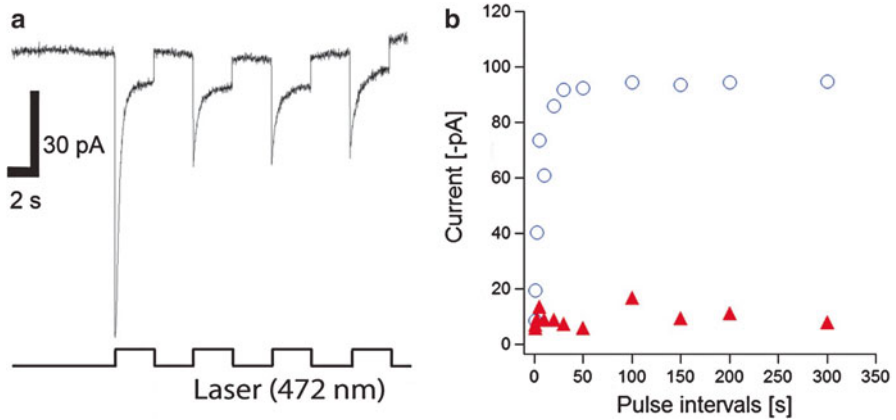 a
30 pA
2 s
Laser (472 nm)
b
Current [-pA]
120
100
80
60
40
20
0
0 50 100 150 200 250 300 350
Pulse intervals [s]